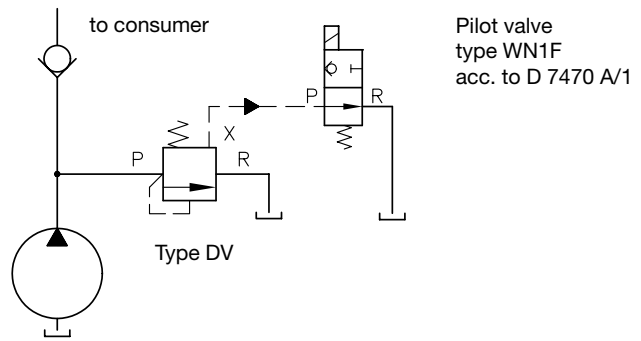 to consumer
Pilot valve
type WN1F
acc. to D 7470 A/1
P
R
X
P
R
Type DV